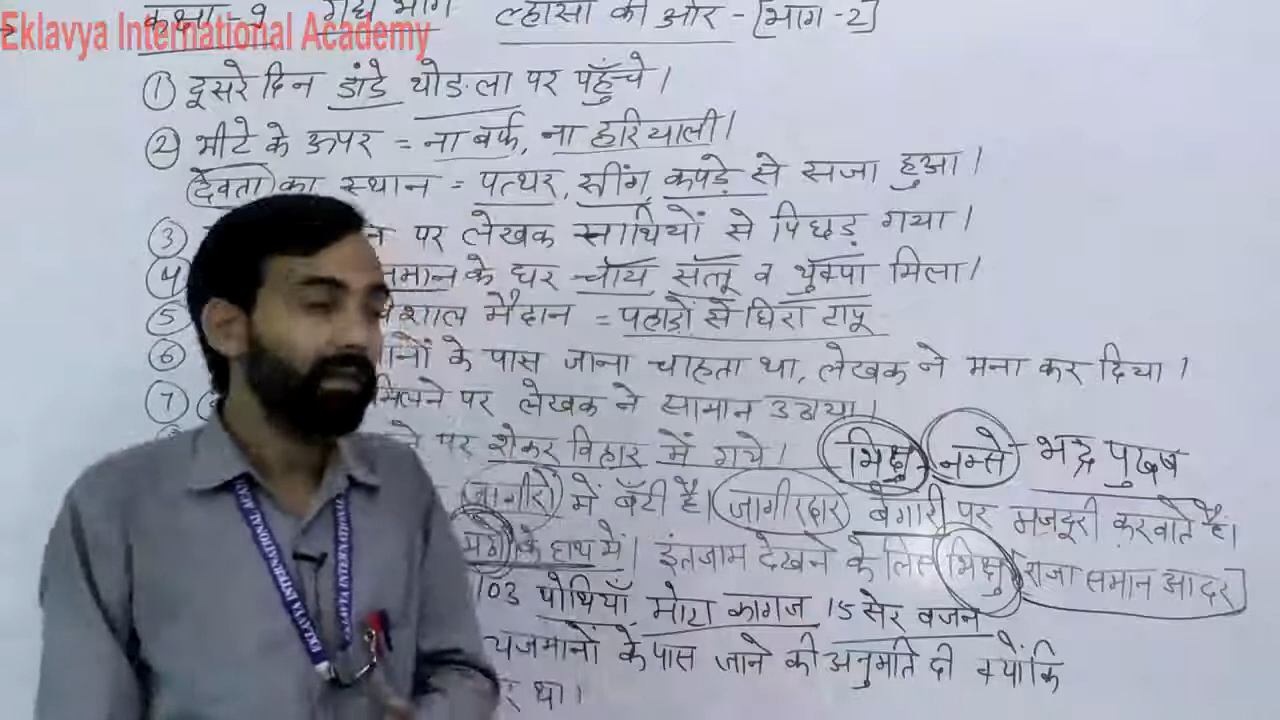 कक्षा - 9 गद्य भाग ल्हासा की ओर - [भाग - 2]
Eklavya International Academy
① दूसरे दिन डांडे थोङ्ला पर पहुँचे।
② भीटे के ऊपर = ना बर्फ, ना हरियाली।
देवता का स्थान = पत्थर, सींग, कपड़े से सजा हुआ।
③ पर लेखक साथियों से पिछड़ गया।
④ के घर चाय, सत्तू व थुक्पा मिला।
⑤ मैदान = पहाड़ों से घिरा टापू
⑥ के पास जाना चाहता था, लेखक ने मना कर दिया।
⑦ मिलने पर लेखक ने सामान उठाया।
पर शेकर विहार में गये। भिक्षु नम्से भद्र पुरुष
जागीरों में बँटी है। जागीरदार बेगारी पर मजदूरी करवाते है।
के हाथ में। इंतजाम देखने के लिए भिक्षु राजा समान आदर
103 पोथियाँ, मोटा कागज 15 सेर वजन
यजमानों के पास जाने की अनुमति दी क्योंकि
था।
EKLAVYA INTERNATIONAL